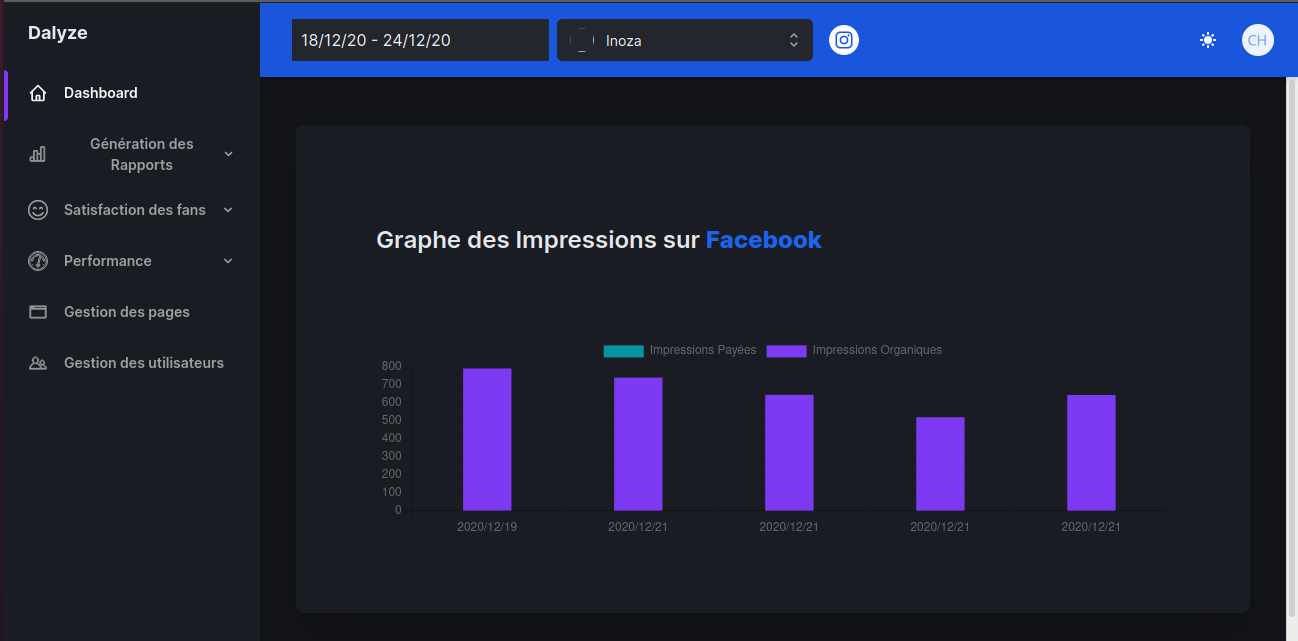 Dalyze
Dashboard
Génération des
Rapports
Satisfaction des fans
Performance
Gestion des pages
Gestion des utilisateurs
18/12/20 - 24/12/20
Inoza
CH
Graphe des Impressions sur Facebook
Impressions Payées
Impressions Organiques
800
700
600
500
400
300
200
100
0
2020/12/19
2020/12/21
2020/12/21
2020/12/21
2020/12/21